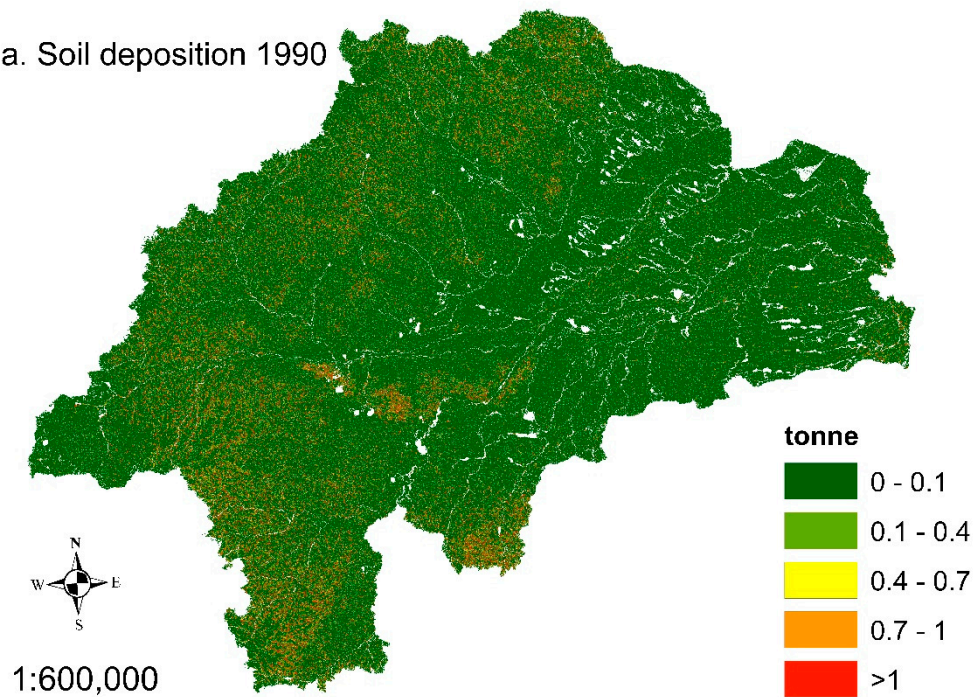 a. Soil deposition 1990
tonne
0 - 0.1
0.1 - 0.4
0.4 - 0.7
0.7 - 1
>1
N
W E
S
1:600,000